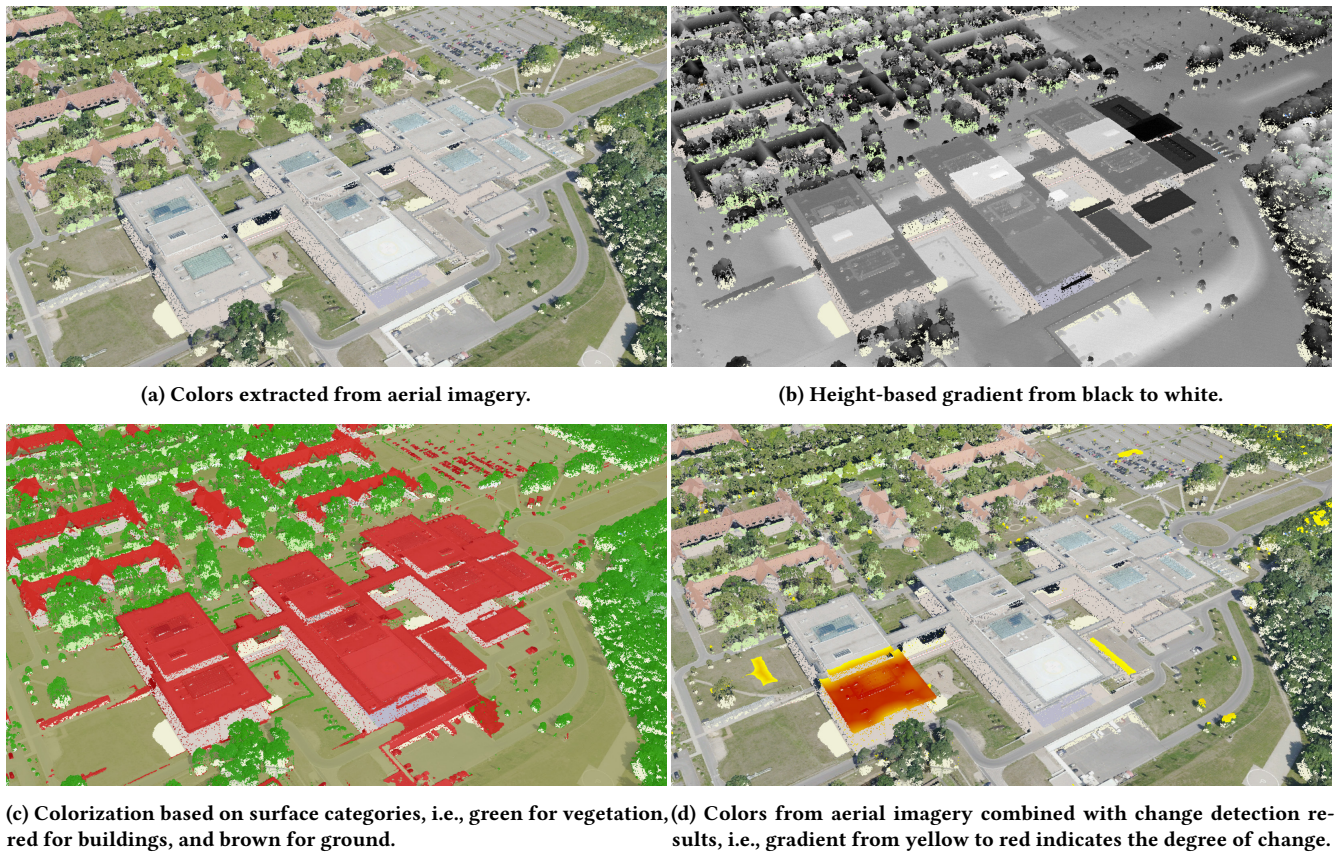 (a) Colors extracted from aerial imagery.
(b) Height-based gradient from black to white.
(c) Colorization based on surface categories, i.e., green for vegetation,
red for buildings, and brown for ground.
(d) Colors from aerial imagery combined with change detection re-
sults, i.e., gradient from yellow to red indicates the degree of change.